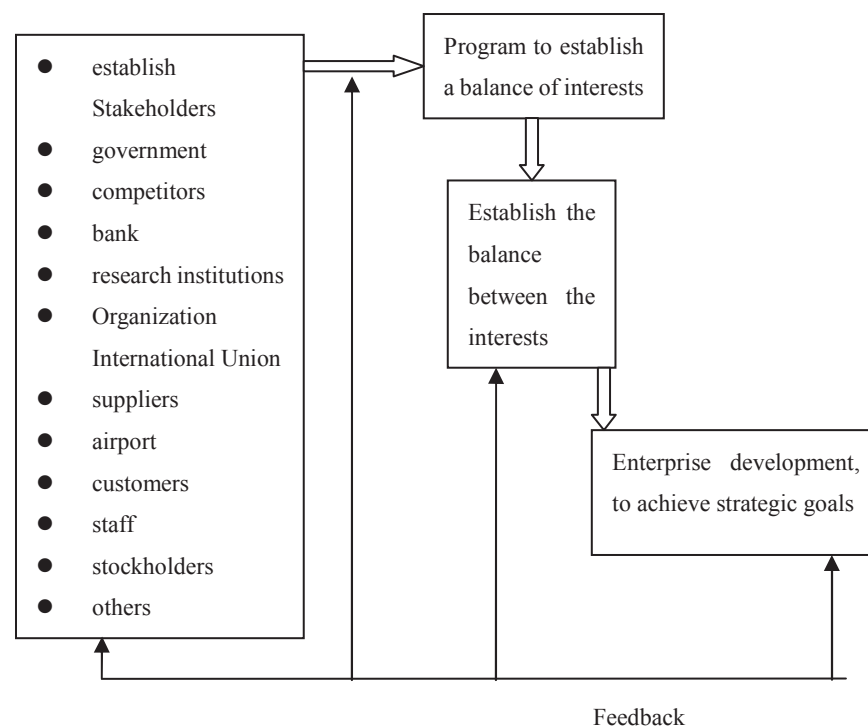 ● establish
Stakeholders
● government
● competitors
● bank
● research institutions
● Organization
International Union
● suppliers
● airport
● customers
● staff
● stockholders
● others
Program to establish
a balance of interests
Establish the
balance
between the
interests
Enterprise development,
to achieve strategic goals
Feedback